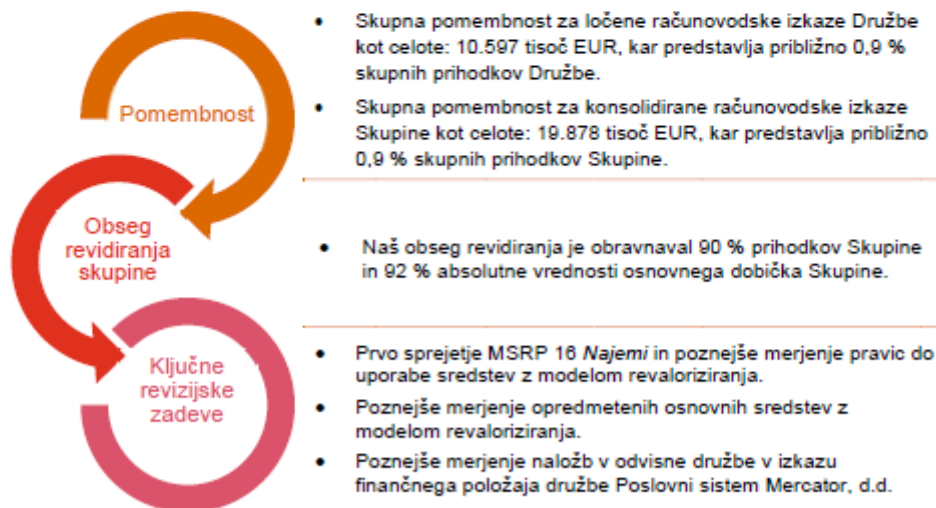 Pomembnost
• Skupna pomembnost za ločene računovodske izkaze Družbe
kot celote: 10.597 tisoč EUR, kar predstavlja približno 0,9 %
skupnih prihodkov Družbe.
• Skupna pomembnost za konsolidirane računovodske izkaze
Skupine kot celote: 19.878 tisoč EUR, kar predstavlja približno
0,9 % skupnih prihodkov Skupine.
Obseg
revidiranja
skupine
• Naš obseg revidiranja je obravnaval 90 % prihodkov Skupine
in 92 % absolutne vrednosti osnovnega dobička Skupine.
Ključne
revizijske
zadeve
• Prvo sprejetje MSRP 16 Najemi in poznejše merjenje pravic do
uporabe sredstev z modelom revaloriziranja.
• Poznejše merjenje opredmetenih osnovnih sredstev z
modelom revaloriziranja.
• Poznejše merjenje naložb v odvisne družbe v izkazu
finančnega položaja družbe Poslovni sistem Mercator, d.d.